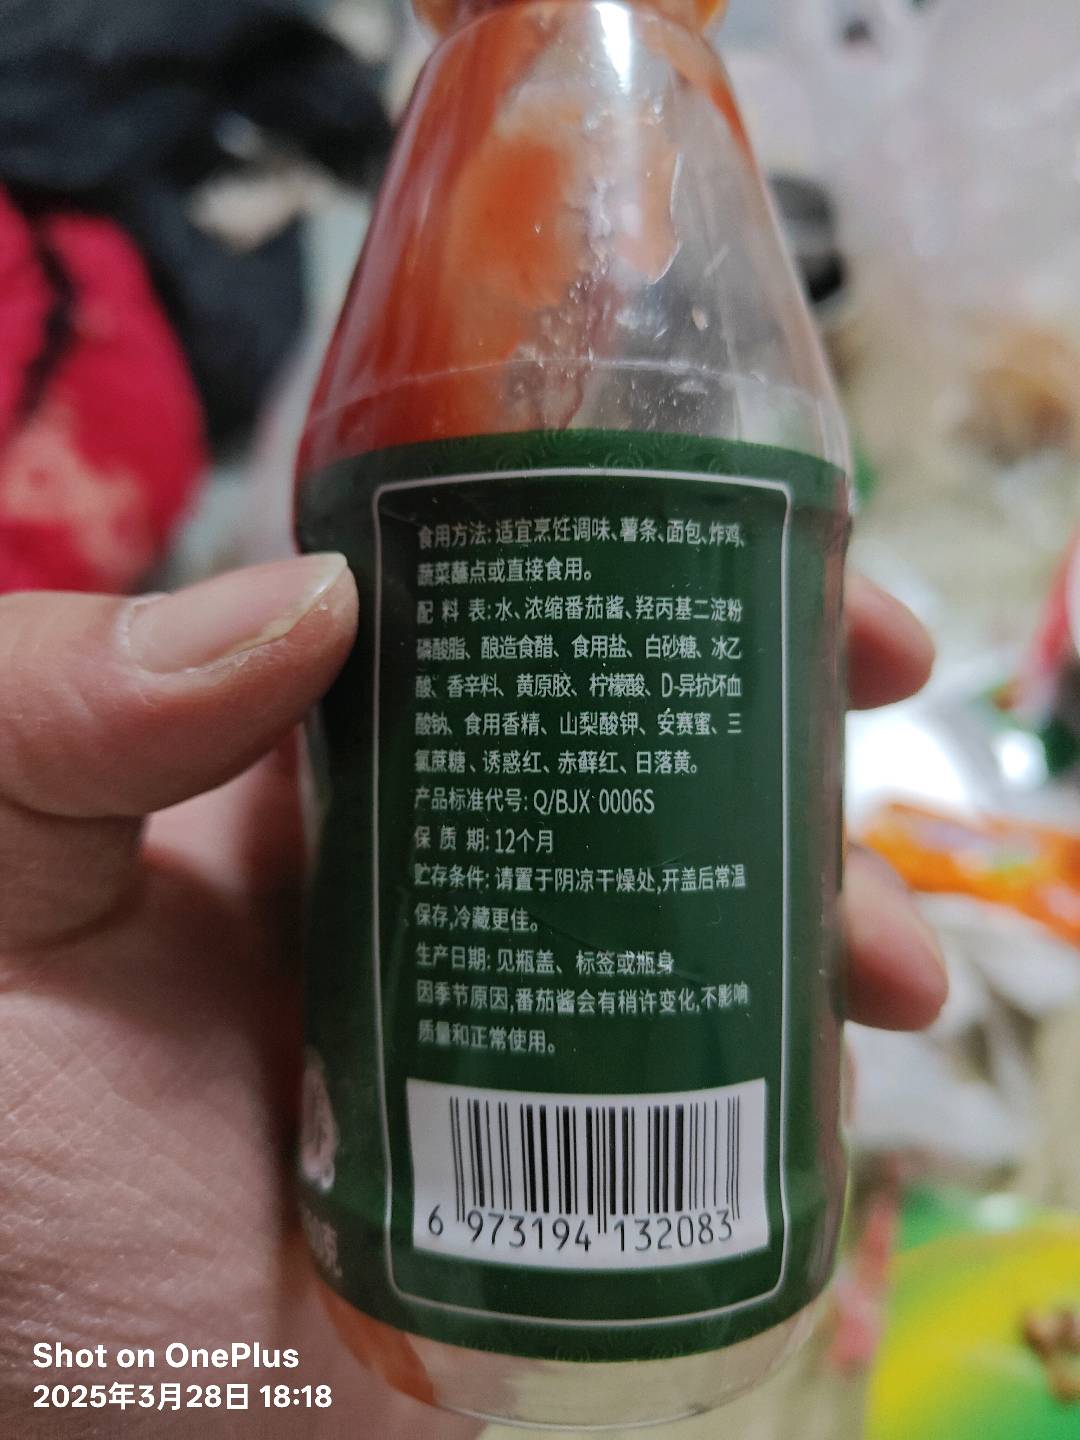 食用方法: 适宜烹饪调味、薯条、面包、炸鸡、
蔬菜蘸点或直接食用。
配 料 表: 水、浓缩番茄酱、羟丙基二淀粉
磷酸脂、酿造食醋、食用盐、白砂糖、冰乙
酸、香辛料、黄原胶、柠檬酸、D-异抗坏血
酸钠、食用香精、山梨酸钾、安赛蜜、三
氯蔗糖、诱惑红、赤藓红、日落黄。
产品标准代号: Q/BJX 0006S
保 质 期: 12个月
贮存条件: 请置于阴凉干燥处,开盖后常温
保存,冷藏更佳。
生产日期: 见瓶盖、标签或瓶身
因季节原因,番茄酱会有稍许变化,不影响
质量和正常使用。
6 973194 132083
Shot on OnePlus
2025年3月28日 18:18